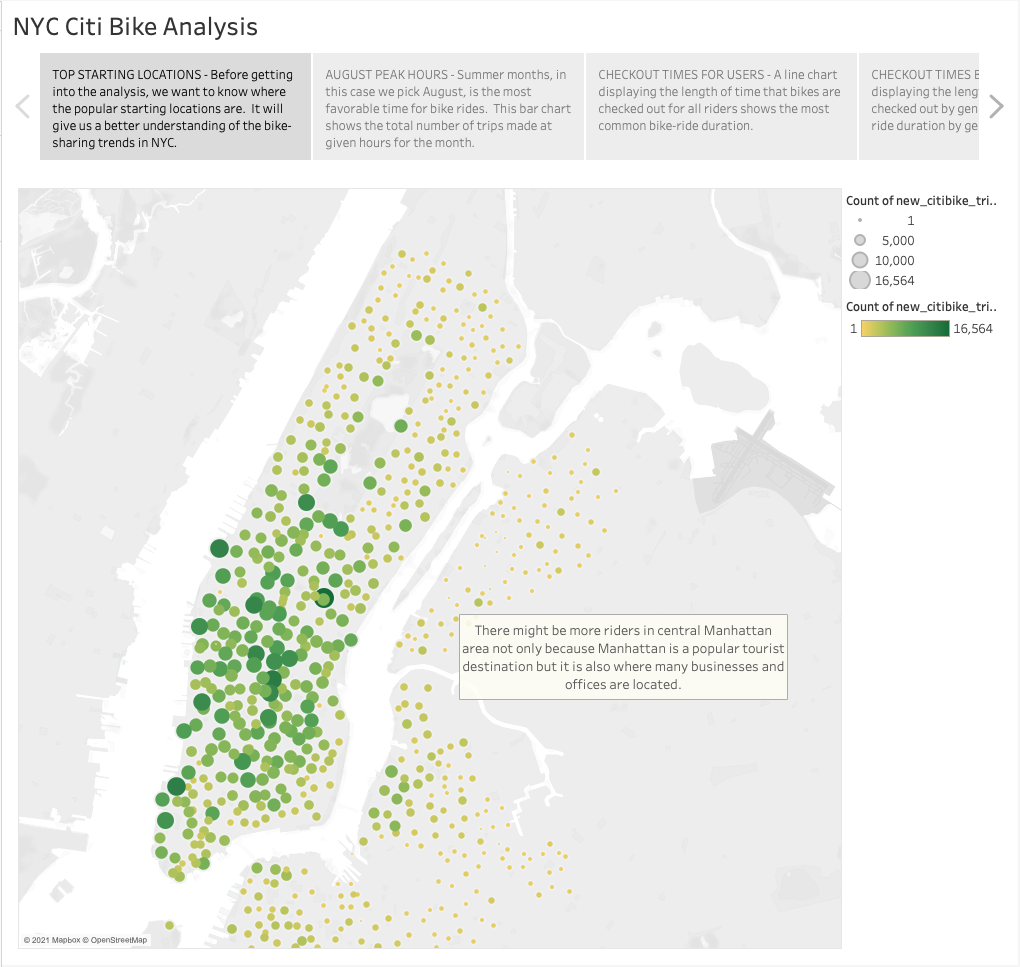 NYC Citi Bike Analysis
TOP STARTING LOCATIONS - Before getting
into the analysis, we want to know where
the popular starting locations are.  It will
give us a better understanding of the bike-
sharing trends in NYC.
AUGUST PEAK HOURS - Summer months, in
this case we pick August, is the most
favorable time for bike rides.  This bar chart
shows the total number of trips made at
given hours for the month.
CHECKOUT TIMES FOR USERS - A line chart
displaying the length of time that bikes are
checked out for all riders shows the most
common bike-ride duration.
CHECKOUT TIMES
displaying the
checked out by
ride duration by
Count of new_citibike_tri..
1
5,000
10,000
16,564
Count of new_citibike_tri..
1 16,564
There might be more riders in central Manhattan
area not only because Manhattan is a popular tourist
destination but it is also where many businesses and
offices are located.
© 2021 Mapbox © OpenStreetMap